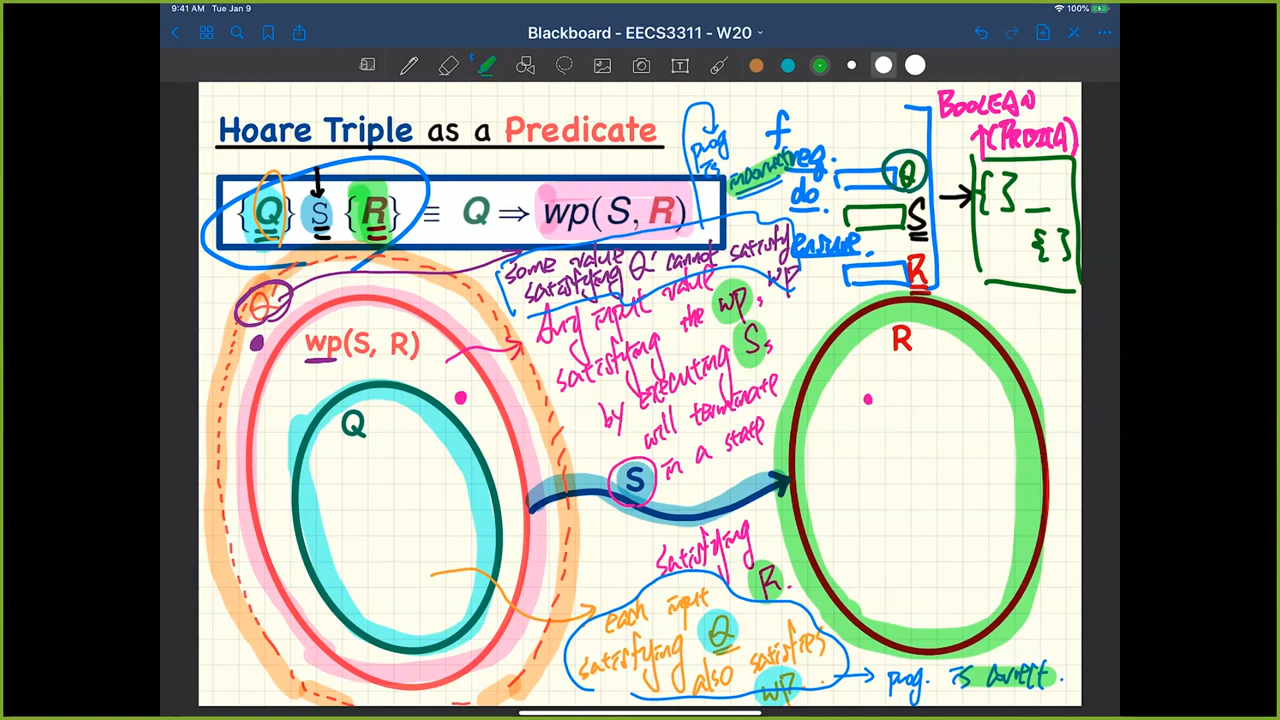 9:41 AM Tue Jan 9
100%
Blackboard - EECS3311 - W20
Hoare Triple as a Predicate
{Q} S {R} ≡ Q ⇒ wp(S, R)
prog
is
f
req.
do
ensure
Q
S
R
BOOLEAN
{ } _
{ }
some value
satisfying Q' cannot satisfy
wp
Q
wp(S, R)
Q
Any input value
satisfying the wp,
by executing S,
will terminate
in a state
satisfying
R.
S
R
each input
satisfying Q
also satisfies
wp.
prog. is correct.